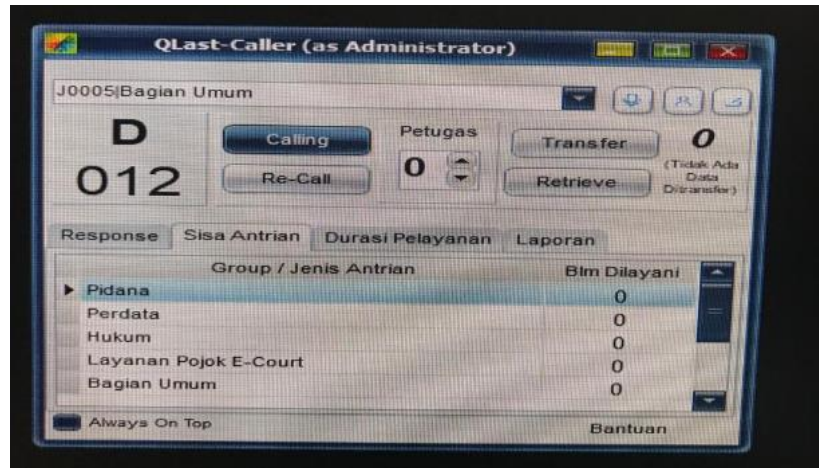 QLast-Caller (as Administrator)
J0005|Bagian Umum
D
012
Calling
Re-Call
Petugas
0
Transfer
Retrieve
0
(Tidak Ada
Data
Ditransfer)
Response Sisa Antrian Durasi Pelayanan Laporan
Group / Jenis Antrian Blm Dilayani
Pidana 0
Perdata 0
Hukum 0
Layanan Pojok E-Court 0
Bagian Umum 0
Always On Top Bantuan